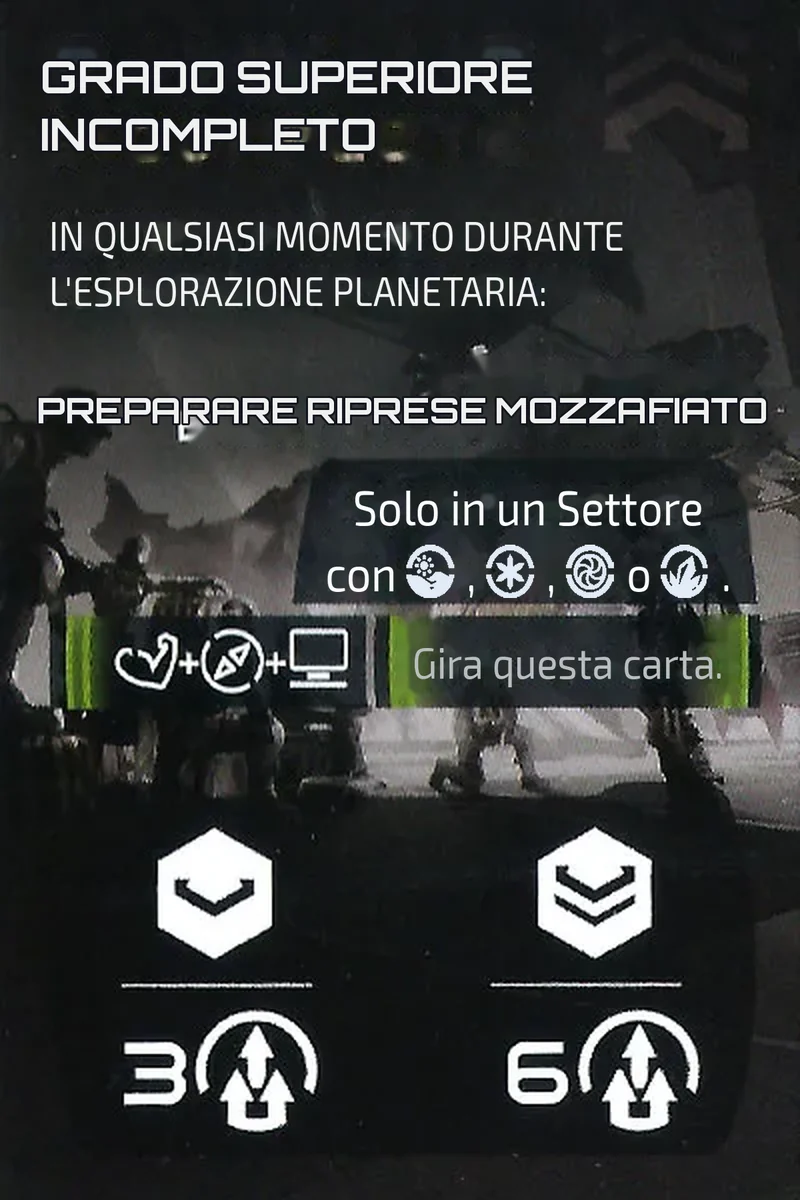 GRADO SUPERIORE
INCOMPLETO
IN QUALSIASI MOMENTO DURANTE
L'ESPLORAZIONE PLANETARIA:
PREPARARE RIPRESE MOZZAFIATO
Solo in un Settore
con , , o .
+ + Gira questa carta.
3 6